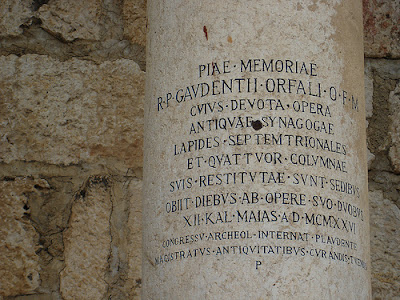 PIAE · MEMORIAE
R · P · GAVDENTII · ORFALI · O · F · M
CVIVS · DEVOTA · OPERA
ANTIQVAE · SYNAGOGAE
LAPIDES · SEPTEMTRIONALES
ET · QVATTVOR · COLVMNAE
SVIS · RESTITVTAE · SVNT · SEDIBVS
OBIIT · DIEBVS · AB · OPERE · SVO · DVOBVS
XII · KAL · MAIAS · A · D · MCMXXVI
CONGRESSV · ARCHEOL · INTERNAT · PLAVDENTE
MAGISTRATVS · ANTIQVITATIBVS · CVRANDIS
P